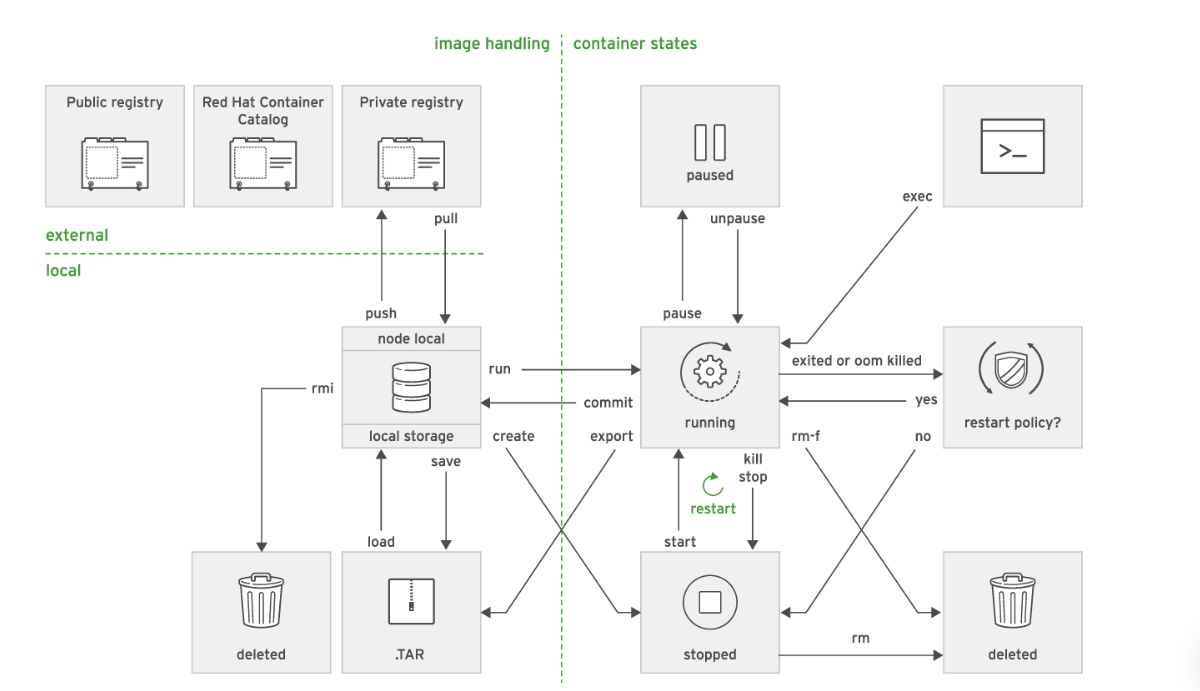 image handling
container states
Public registry
Red Hat Container
Catalog
Private registry
paused
>_
exec
pull
unpause
external
local
push
pause
node local
local storage
rmi
run
commit
running
exited or oom killed
yes
restart policy?
create
export
rm-f
no
save
kill
stop
restart
load
start
deleted
.TAR
stopped
rm
deleted